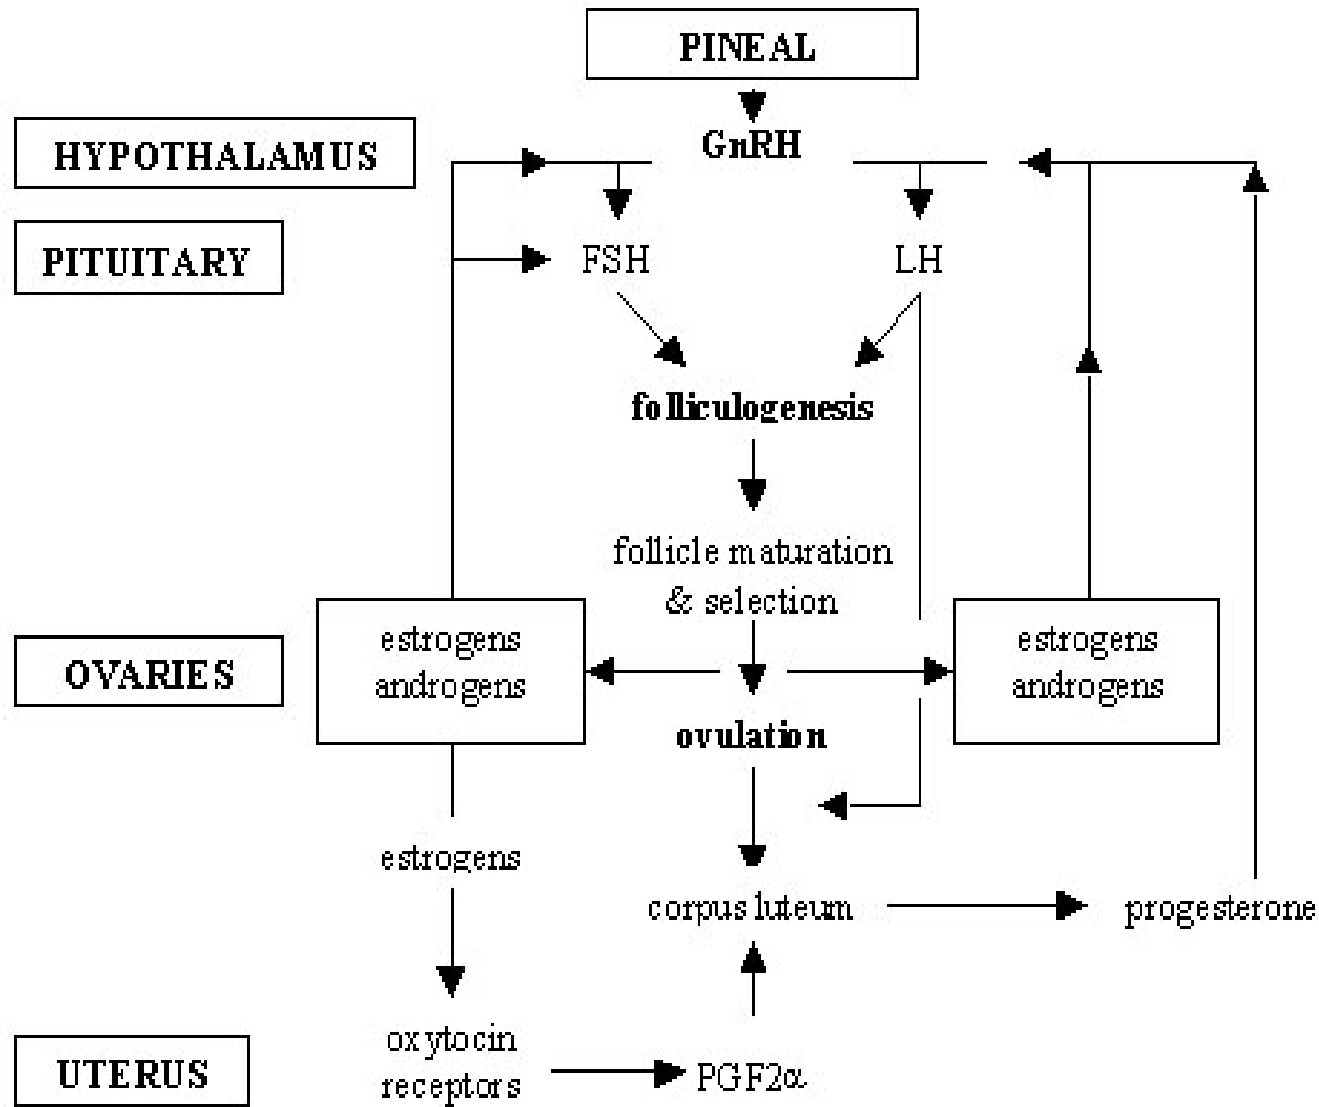 PINEAL
HYPOTHALAMUS
GnRH
PITUITARY
FSH
LH
folliculogenesis
follicle maturation
& selection
OVARIES
estrogens
androgens
estrogens
androgens
ovulation
estrogens
corpus luteum
progesterone
UTERUS
oxytocin
receptors
PGF2α